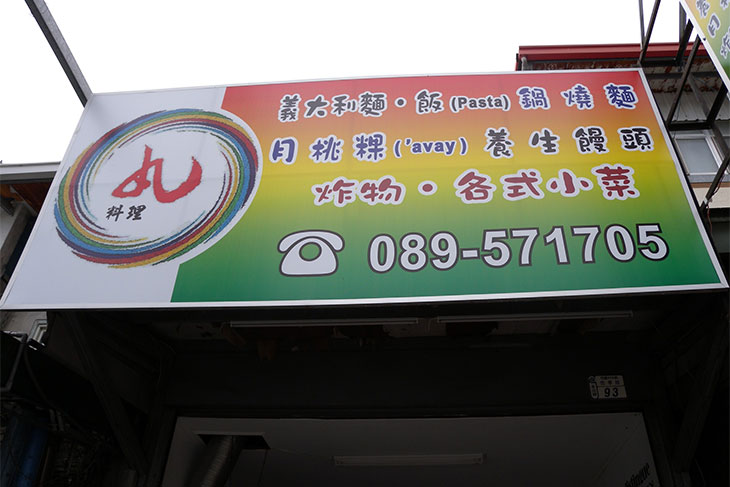 丸
料理
義大利麵・飯(Pasta)鍋燒麵
月桃粿('avay)養生饅頭
炸物・各式小菜
089-571705
93